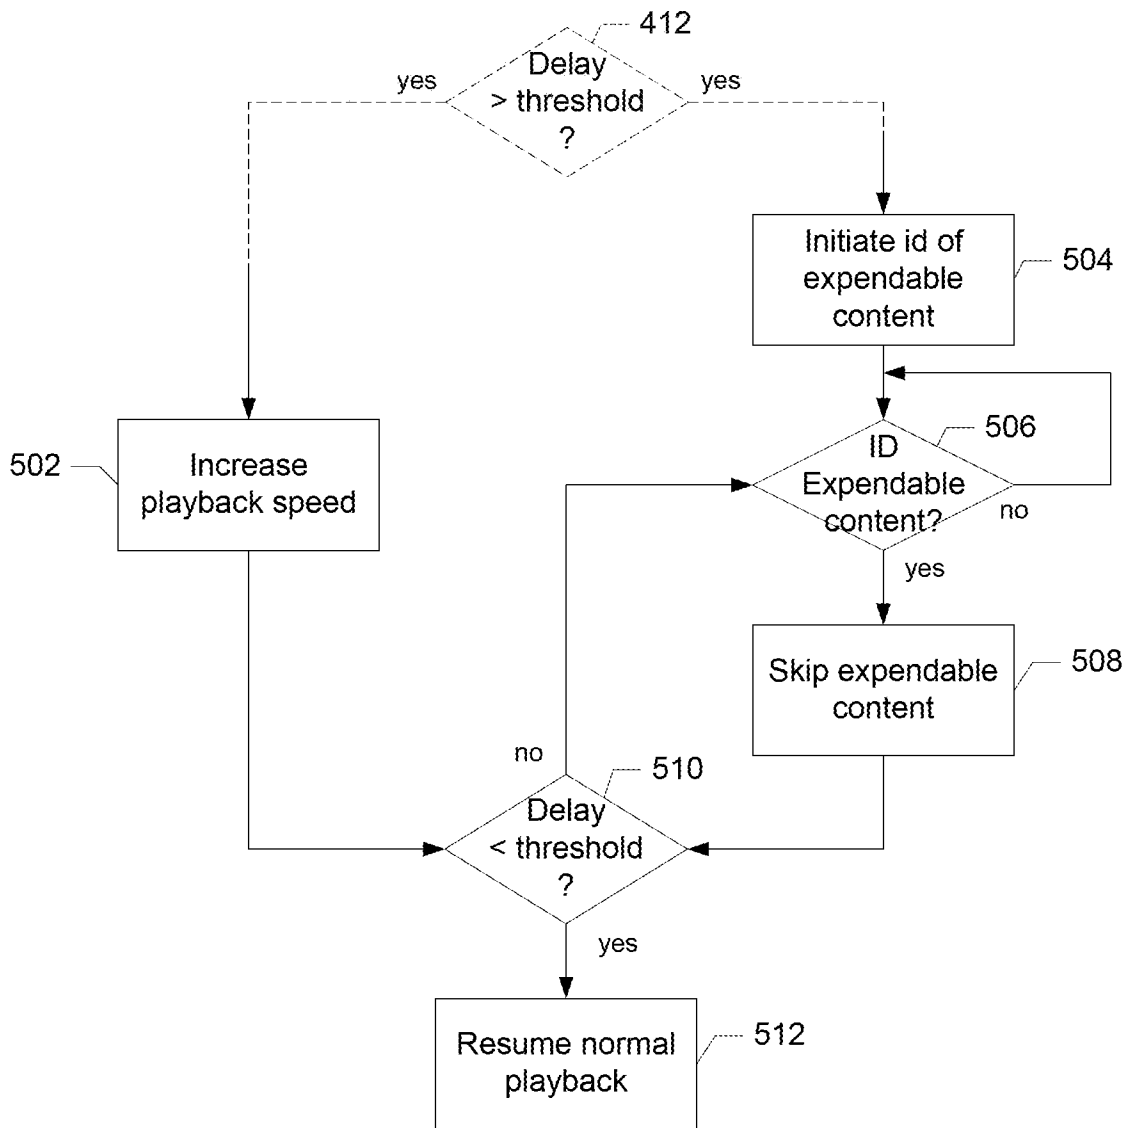 412
Delay
> threshold
?
yes
yes
Initiate id of
expendable
content
504
502
Increase
playback speed
506
ID
Expendable
content?
no
yes
Skip expendable
content
508
no
510
Delay
< threshold
?
yes
Resume normal
playback
512